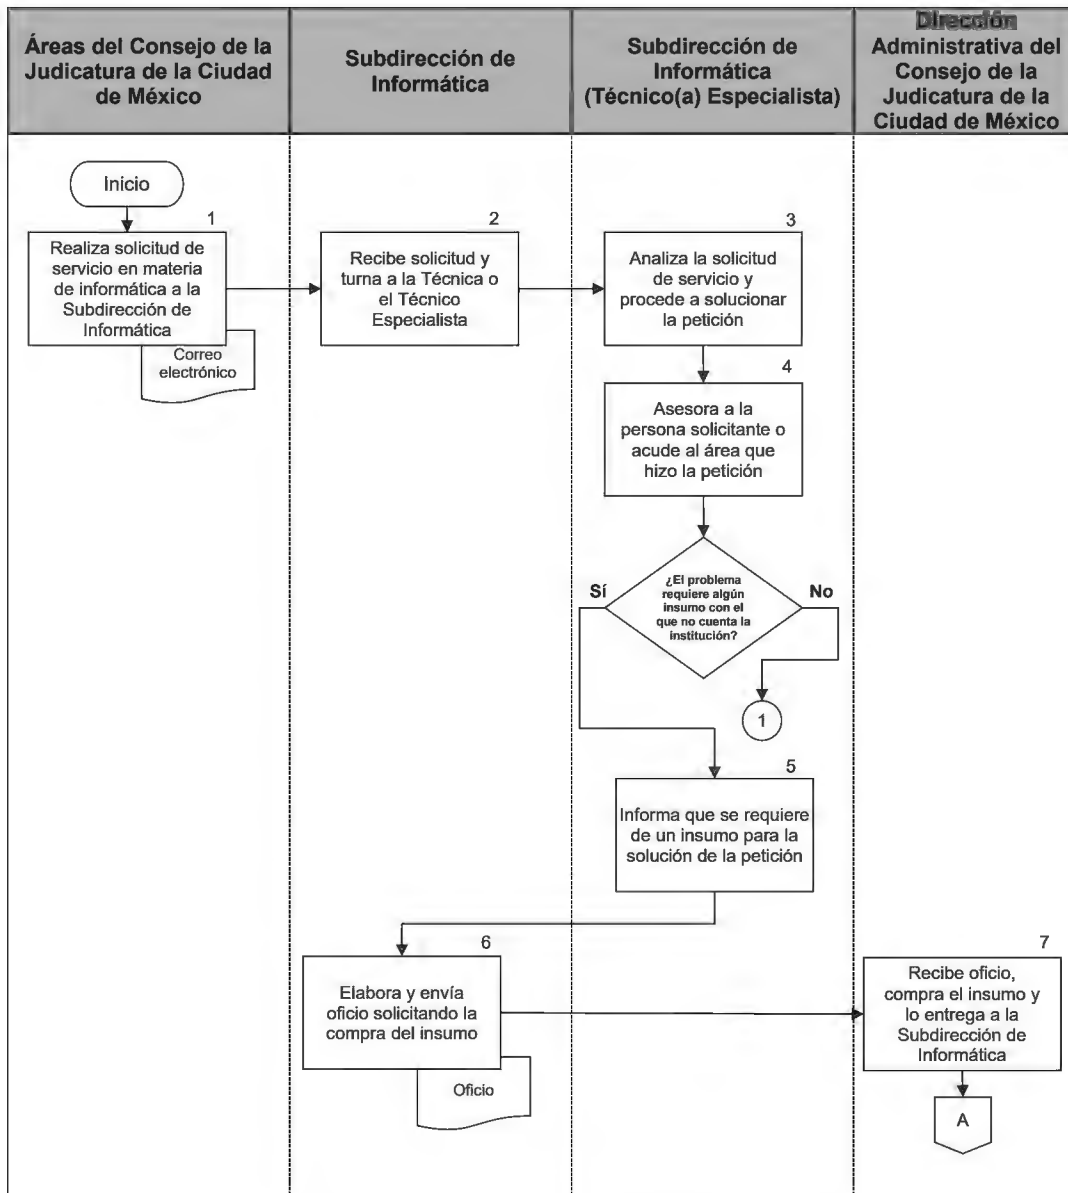 Áreas del Consejo de la
Judicatura de la Ciudad
de México
Subdirección de
Informática
Subdirección de
Informática
(Técnico(a) Especialista)
Dirección
Administrativa del
Consejo de la
Judicatura de la
Ciudad de México
Inicio
1
Realiza solicitud de
servicio en materia
de informática a la
Subdirección de
Informática
Correo
electrónico
2
Recibe solicitud y
turna a la Técnica o
el Técnico
Especialista
3
Analiza la solicitud
de servicio y
procede a solucionar
la petición
4
Asesora a la
persona solicitante o
acude al área que
hizo la petición
¿El problema
requiere algún
insumo con el
que no cuenta la
institución?
Sí
No
1
5
Informa que se requiere
de un insumo para la
solución de la petición
6
Elabora y envía
oficio solicitando la
compra del insumo
Oficio
7
Recibe oficio,
compra el insumo y
lo entrega a la
Subdirección de
Informática
A